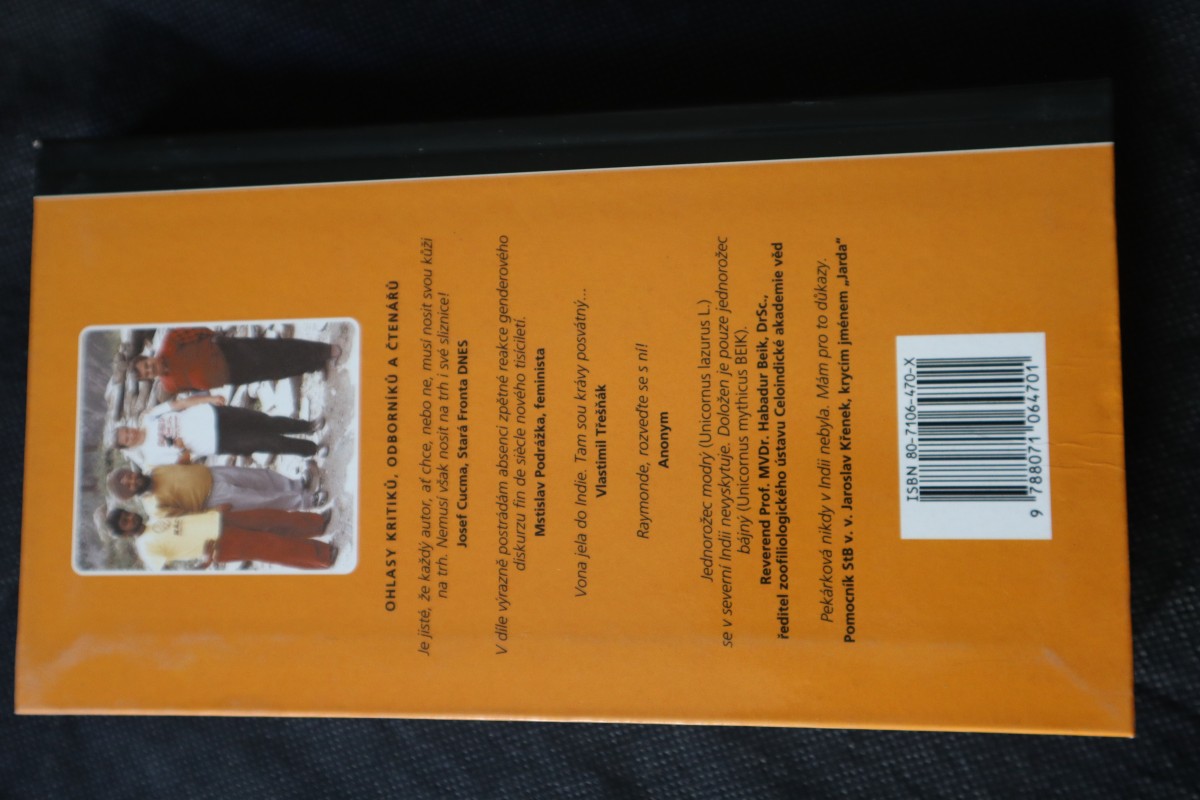 OHLASY KRITIKŮ, ODBORNÍKŮ A ČTENÁŘŮ
Je jisté, že každý autor, ať chce, nebo ne, musí nosit svou kůži
na trh. Nemusí však nosit na trh i své sliznice!
Josef Cucma, Stará Fronta DNES
V díle výrazně postrádám absenci zpětné reakce genderového
diskurzu fin de siècle nového tisíciletí.
Mstislav Podrážka, feminista
Vona jela do Indie. Tam sou krávy posvátný...
Vlastimil Třešňák
Raymonde, rozveďte se s ní!
Anonym
Jednorožec modrý (Unicornus lazurus L.)
se v severní Indii nevyskytuje. Doložen je pouze jednorožec
bájný (Unicornus mythicus BEIK).
Reverend Prof. MVDr. Habadur Beik, DrSc.,
ředitel zoofiliologického ústavu Celoindické akademie věd
Pekárková nikdy v Indii nebyla. Mám pro to důkazy.
Pomocník StB v. v. Jaroslav Křenek, krycím jménem „Jarda“
ISBN 80-7106-470-X
9 788071 064701